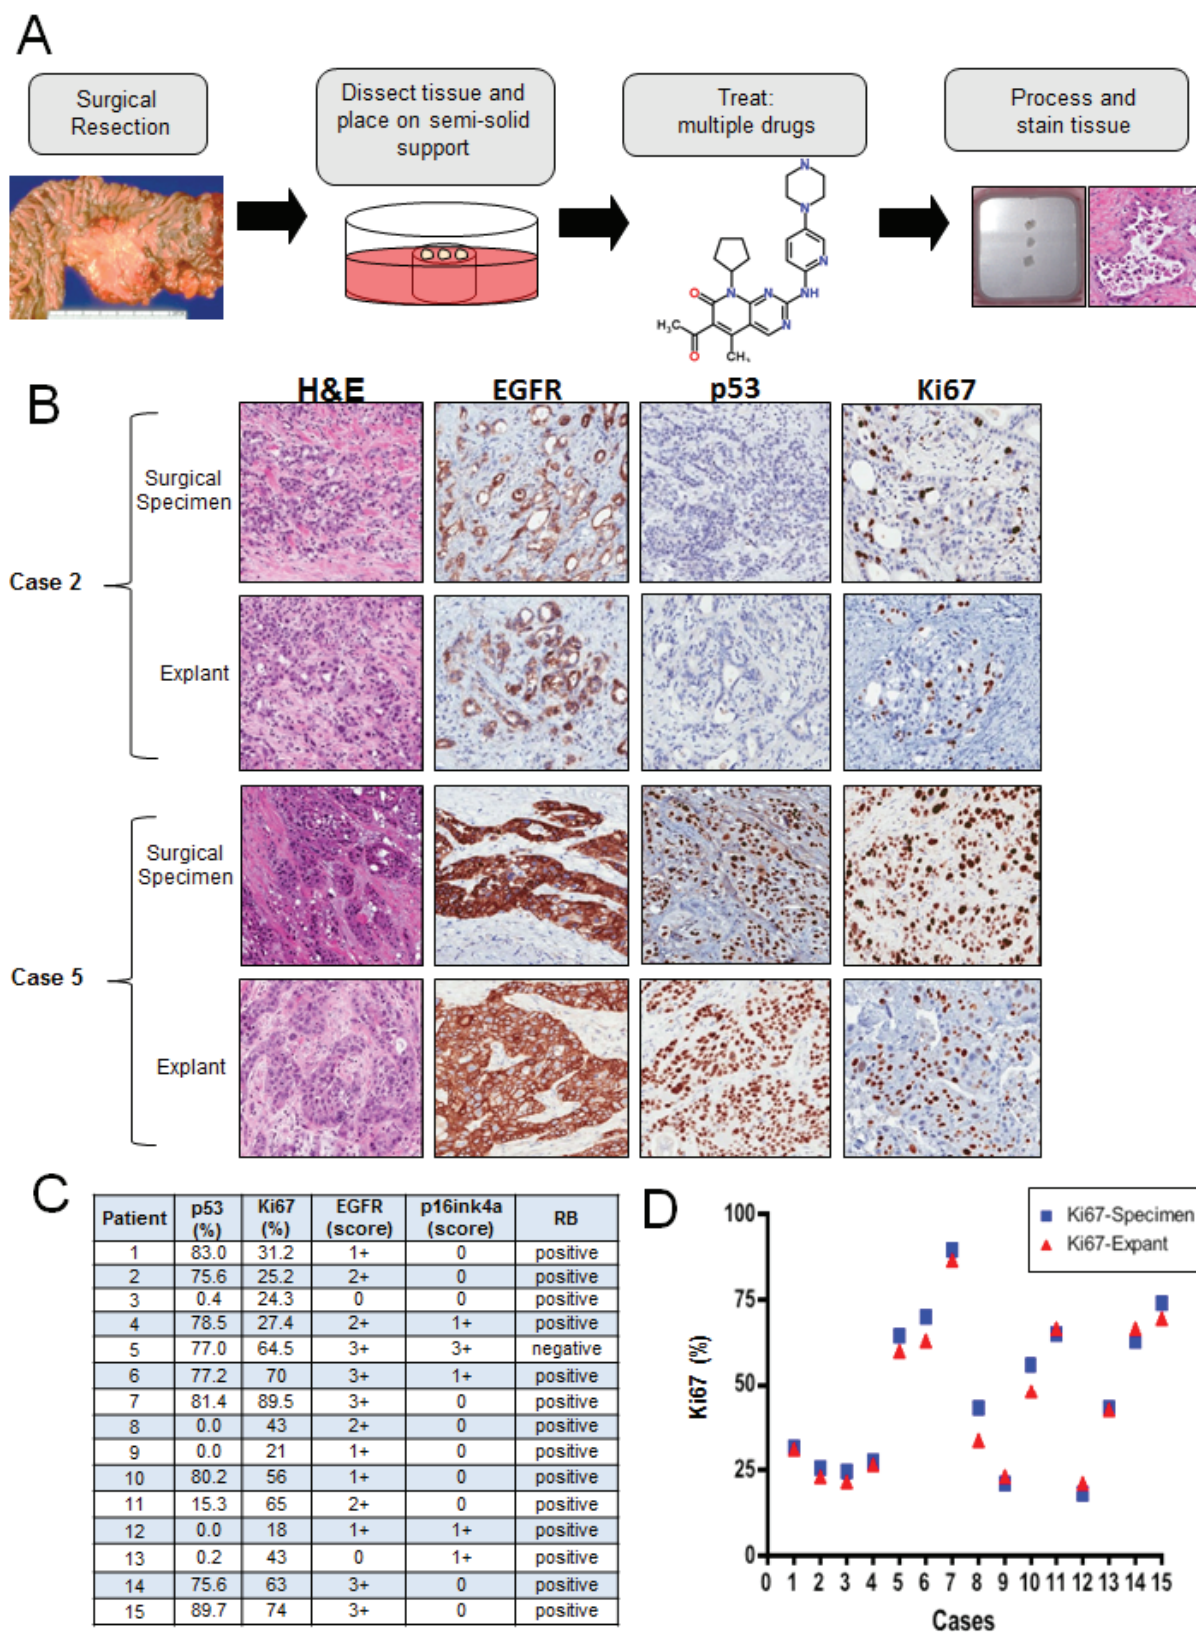 A
Surgical
Resection
Dissect tissue and
place on semi-solid
support
Treat:
multiple drugs
Process and
stain tissue
N
N
N
O N N NH
H₃C N
O CH₃
B
H&E EGFR p53 Ki67
Surgical
Specimen
Case 2
Explant
Surgical
Specimen
Case 5
Explant
C
Patient p53 (%) Ki67 (%) EGFR (score) p16ink4a (score) RB
1 83.0 31.2 1+ 0 positive
2 75.6 25.2 2+ 0 positive
3 0.4 24.3 0 0 positive
4 78.5 27.4 2+ 1+ positive
5 77.0 64.5 3+ 3+ negative
6 77.2 70 3+ 1+ positive
7 81.4 89.5 3+ 0 positive
8 0.0 43 2+ 0 positive
9 0.0 21 1+ 0 positive
10 80.2 56 1+ 0 positive
11 15.3 65 2+ 0 positive
12 0.0 18 1+ 1+ positive
13 0.2 43 0 1+ positive
14 75.6 63 3+ 0 positive
15 89.7 74 3+ 0 positive
D
Ki67-Specimen
Ki67-Expant
Ki67 (%)
100
75
50
25
0
0 1 2 3 4 5 6 7 8 9 10 11 12 13 14 15
Cases